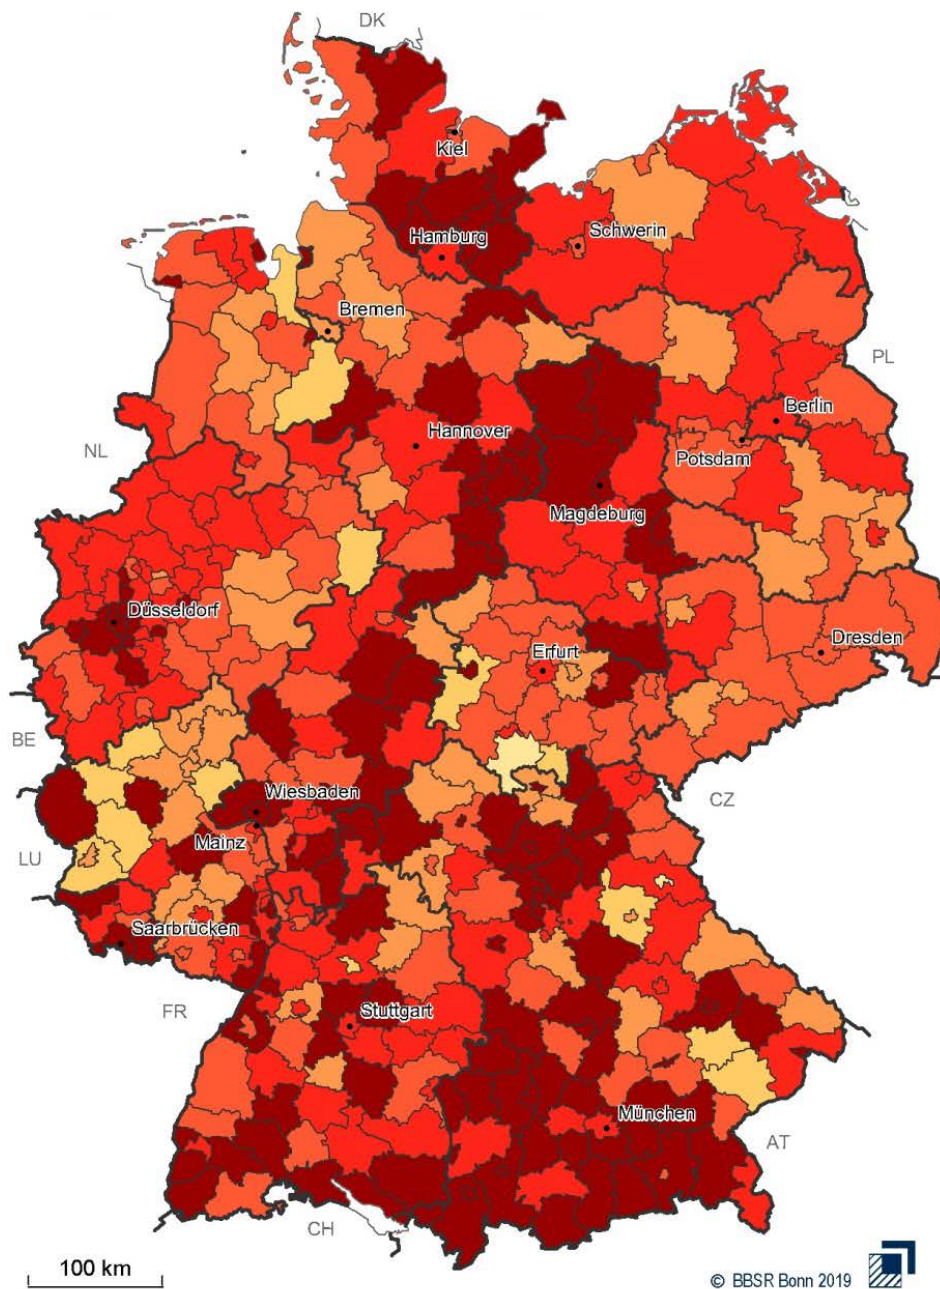 DK
Kiel
Hamburg
Schwerin
Bremen
PL
Berlin
Hannover
NL
Potsdam
Magdeburg
Düsseldorf
Erfurt
Dresden
BE
Wiesbaden
CZ
Mainz
LU
Saarbrücken
FR
Stuttgart
München
AT
CH
100 km
© BBSR Bonn 2019